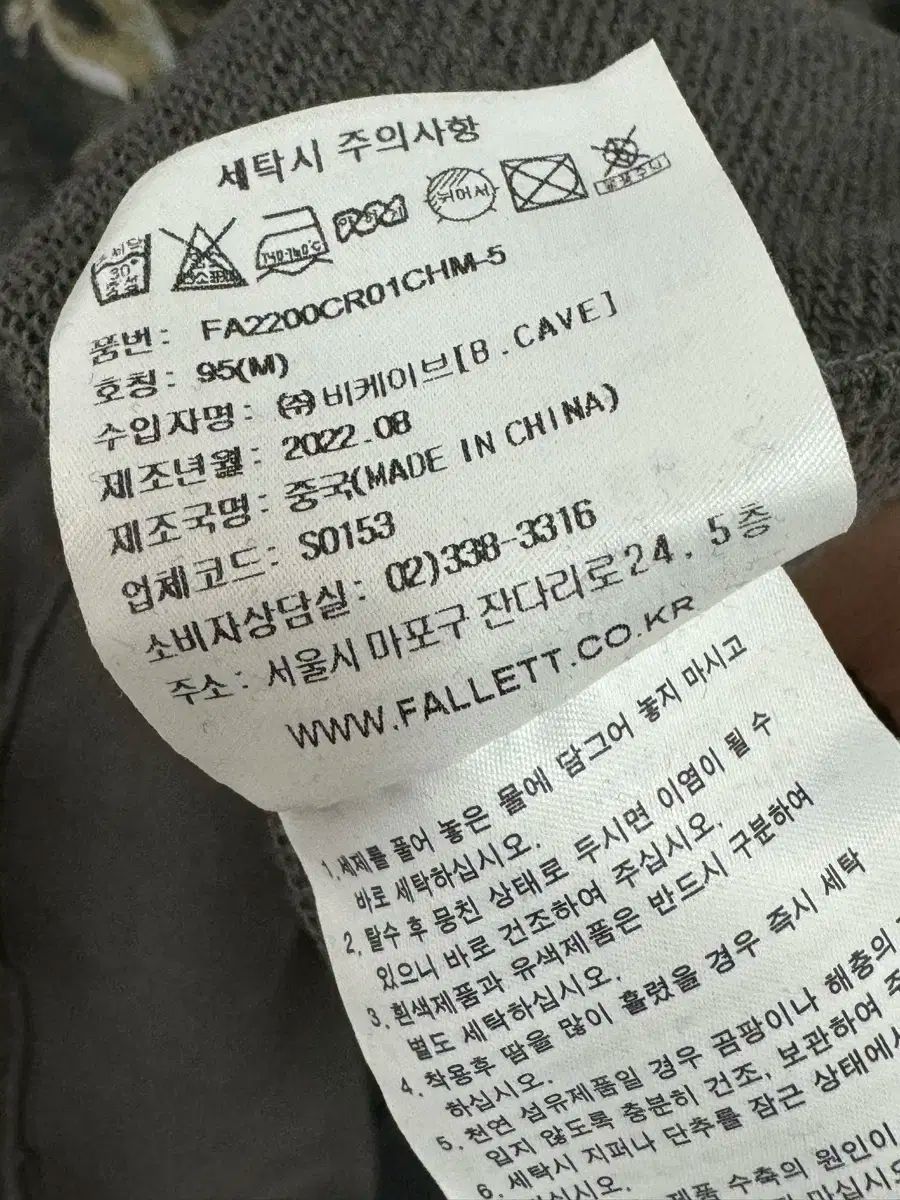 세탁시 주의사항
30°
뉘어서
품번: FA2200CR01CHM-5
호칭: 95(M)
수입자명: ㈜비케이브[B.CAVE]
제조년월: 2022.08
제조국명: 중국(MADE IN CHINA)
업체코드: S0153
소비자상담실: 02)338-3316
주소: 서울시 마포구 잔다리로24, 5층
WWW.FALLETT.CO.KR
1. 세제를 풀어 놓은 물에 담그어 놓지 마시고
바로 세탁하십시오.
2. 탈수 후 뭉친 상태로 두시면 이염이 될 수
있으니 바로 건조하여 주십시오.
3. 흰색제품과 유색제품은 반드시 구분하여
별도 세탁하십시오.
4. 착용후 땀을 많이 흘렸을 경우 즉시 세탁
하십시오.
5. 천연 섬유제품일 경우 곰팡이나 해충의
입지 않도록 충분히 건조, 보관하여
6. 세탁시 지퍼나 단추를 잠근 상태에서
수축의 원인이